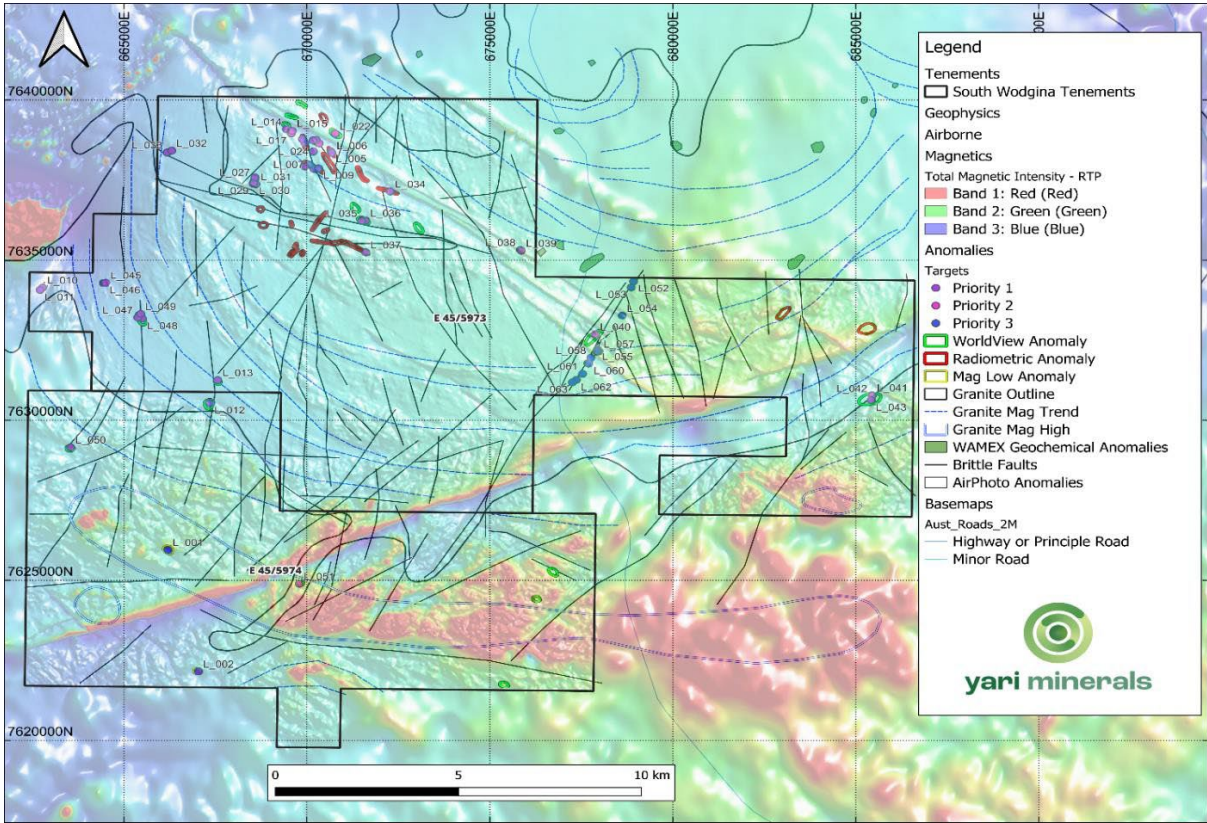 665000E
670000E
675000E
680000E
685000E
7640000N
7635000N
7630000N
7625000N
7620000N
L_014
L_015
L_022
L_017
L_006
L_005
L_007
L_009
L_032
L_027
L_031
L_029
L_030
L_034
L_036
L_037
L_038
L_039
L_010
L_011
L_045
L_046
L_047
L_049
L_048
E 45/5973
L_052
L_053
L_054
L_040
L_057
L_058
L_055
L_061
L_060
L_063
L_062
L_042
L_041
L_043
L_013
L_012
L_050
L_001
E 45/5974
L_051
L_002
0
5
10 km
Legend
Tenements
South Wodgina Tenements
Geophysics
Airborne
Magnetics
Total Magnetic Intensity - RTP
Band 1: Red (Red)
Band 2: Green (Green)
Band 3: Blue (Blue)
Anomalies
Targets
Priority 1
Priority 2
Priority 3
WorldView Anomaly
Radiometric Anomaly
Mag Low Anomaly
Granite Outline
Granite Mag Trend
Granite Mag High
WAMEX Geochemical Anomalies
Brittle Faults
AirPhoto Anomalies
Basemaps
Aust_Roads_2M
Highway or Principle Road
Minor Road
yari minerals